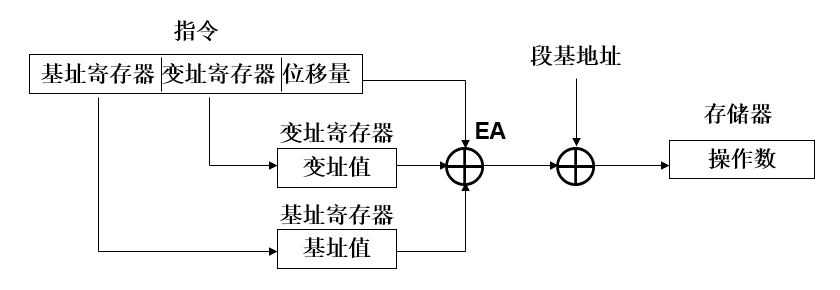 指令
基址寄存器 变址寄存器 位移量
段基地址
存储器
变址寄存器
EA
变址值
操作数
基址寄存器
基址值